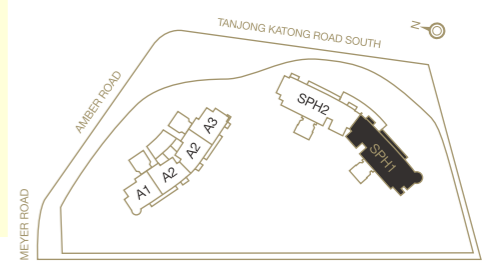 TANJONG KATONG ROAD SOUTH
N
AMBER ROAD
MEYER ROAD
A1
A2
A2
A3
SPH2
SPH1